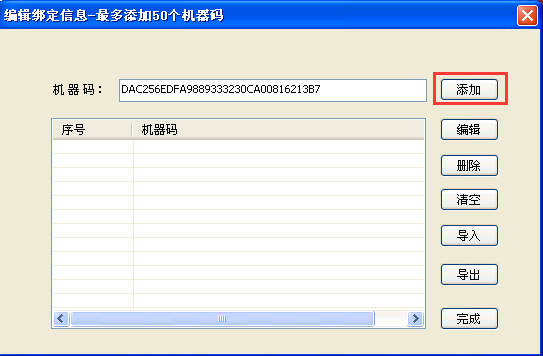 编辑绑定信息-最多添加50个机器码
机器码： DAC256EDFA9889333230CA00816213B7 添加
序号 机器码
编辑
删除
清空
导入
导出
完成